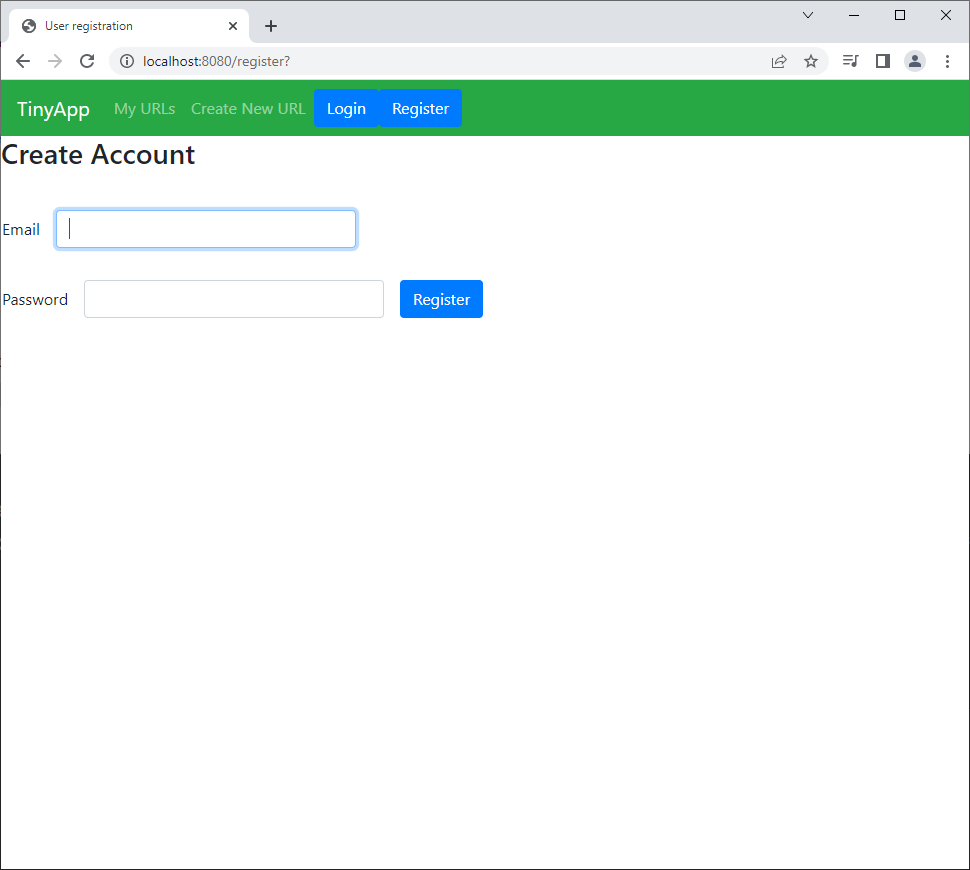 User registration
localhost:8080/register?
TinyApp My URLs Create New URL Login Register
Create Account
Email
Password Register